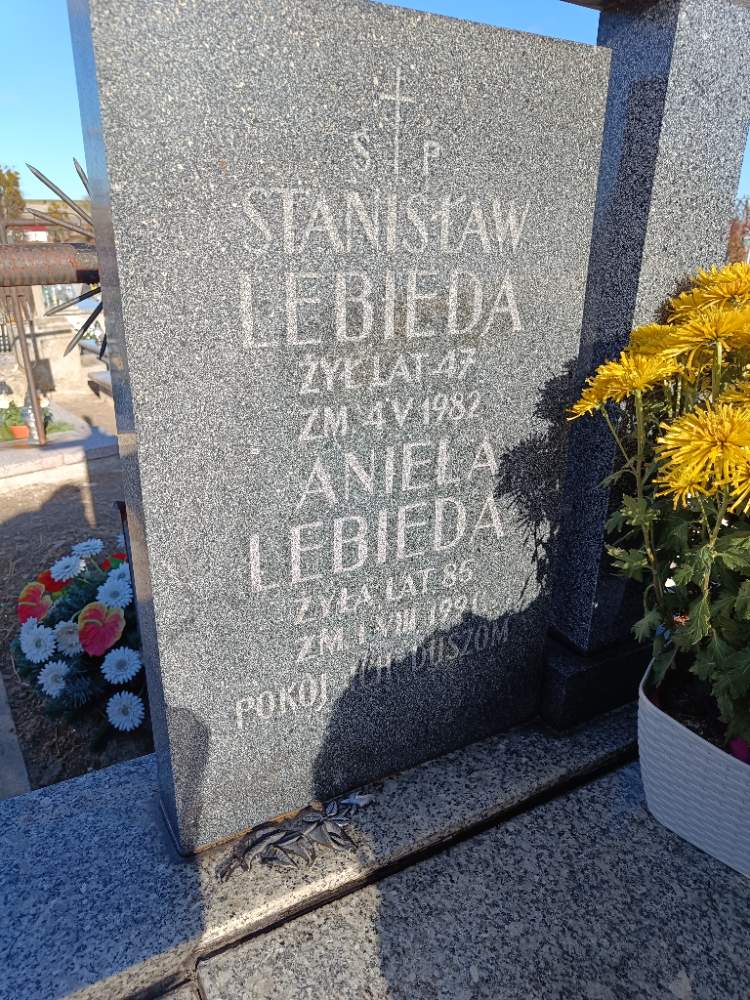 Ś P
STANISŁAW
LEBIEDA
ŻYŁ LAT 47
ZM 4 V 1982
ANIELA
LEBIEDA
ŻYŁA LAT 85
ZM 1 VIII 1991
POKÓJ ICH DUSZOM